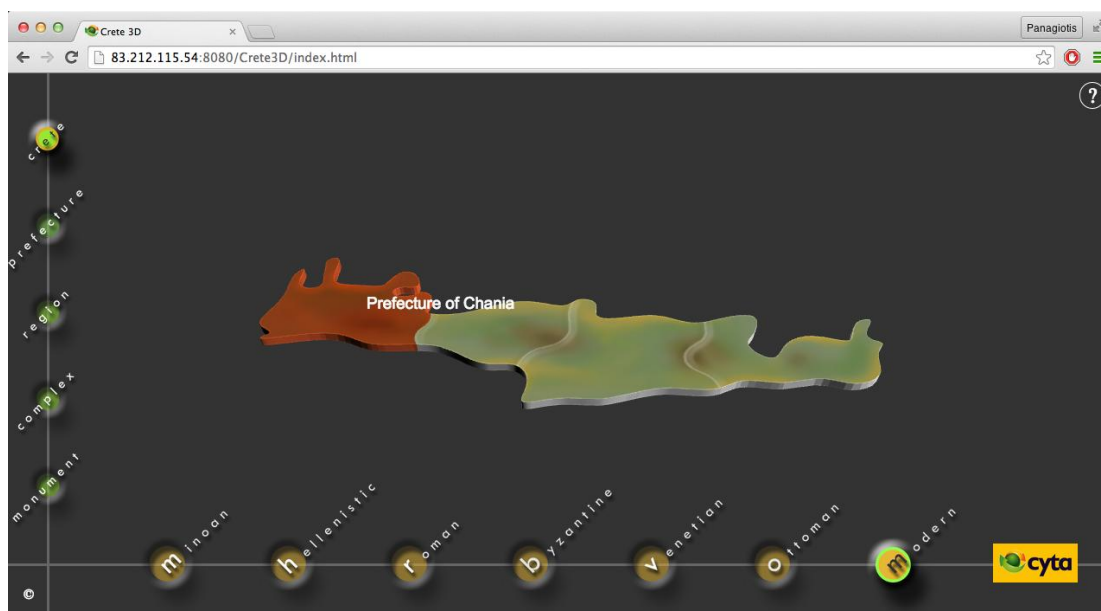 Crete 3D
Panagiotis
83.212.115.54:8080/Crete3D/index.html
?
crete
prefecture
region
complex
monument
Prefecture of Chania
minoan
hellenistic
roman
byzantine
venetian
ottoman
modern
cyta
©